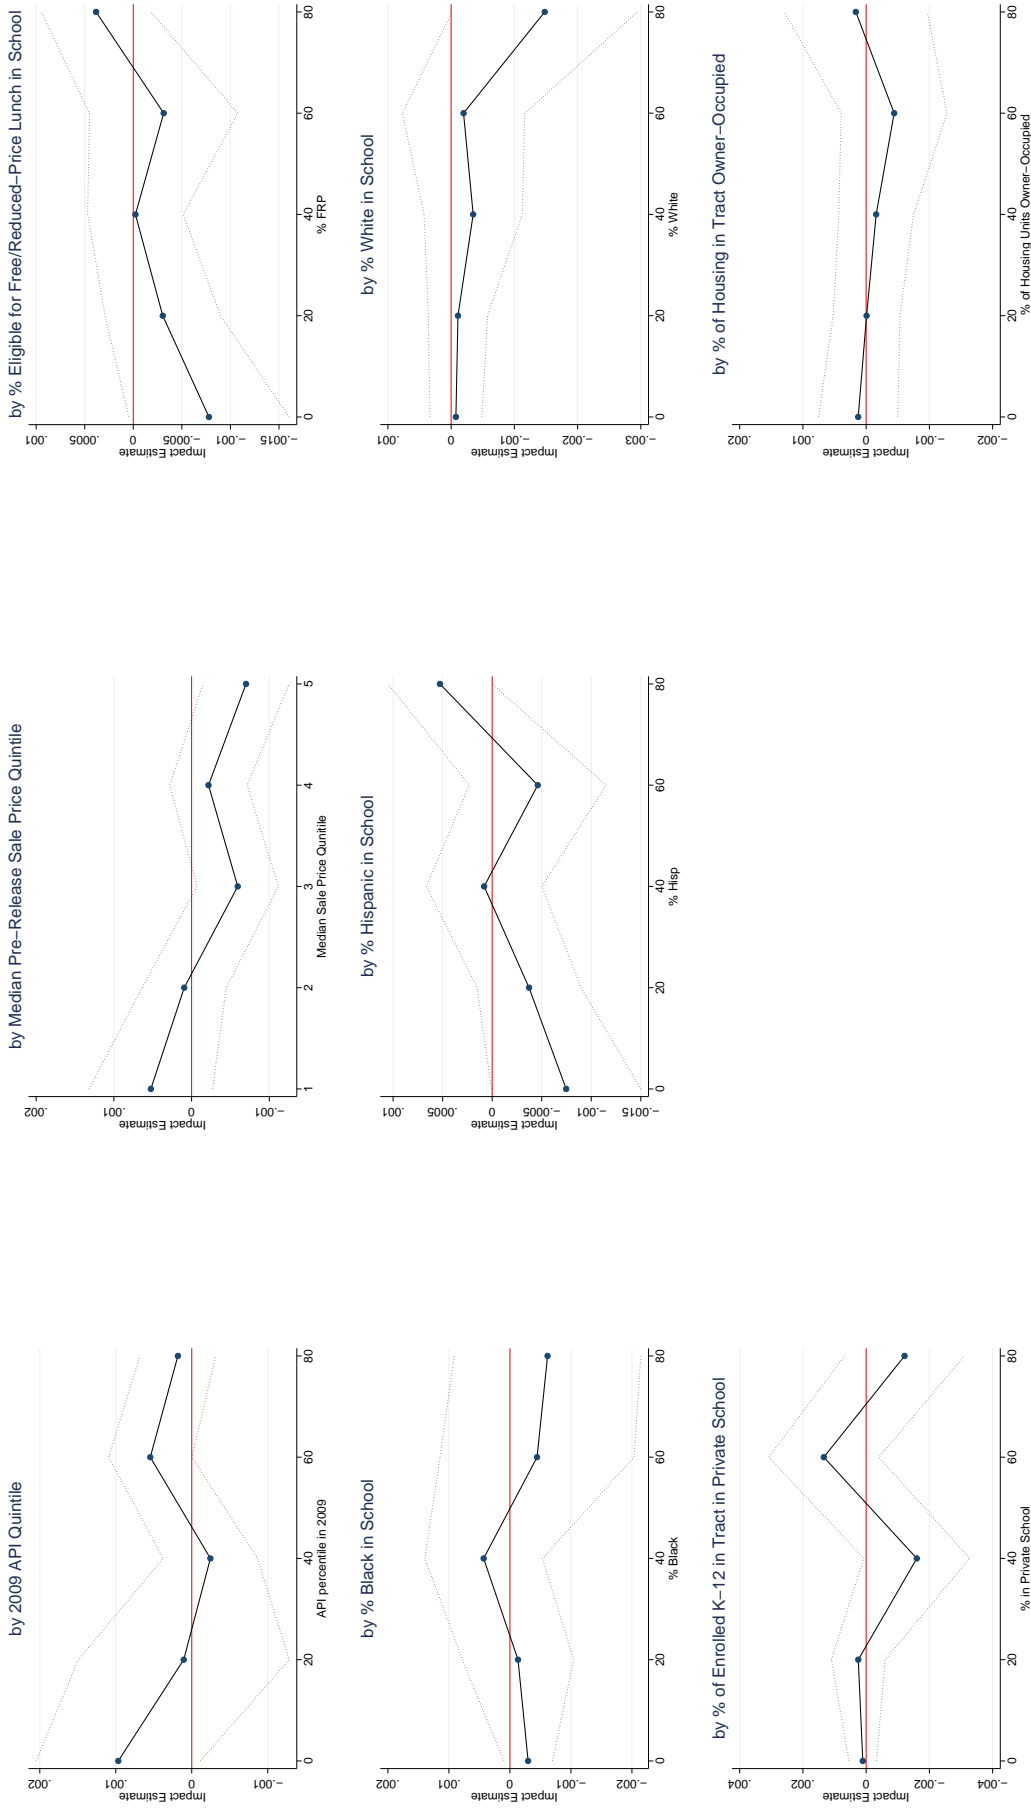 by 2009 API Quintile
Impact Estimate
.002
.001
0
−.001
0 20 40 60 80
API percentile in 2009
by Median Pre−Release Sale Price Quintile
Impact Estimate
.002
.001
0
−.001
1 2 3 4 5
Median Sale Price Qunitile
by % Eligible for Free/Reduced−Price Lunch in School
Impact Estimate
.001
.0005
0
−.0005
−.001
−.0015
0 20 40 60 80
% FRP
by % Black in School
Impact Estimate
.002
.001
0
−.001
−.002
0 20 40 60 80
% Black
by % Hispanic in School
Impact Estimate
.001
.0005
0
−.0005
−.001
−.0015
0 20 40 60 80
% Hisp
by % White in School
Impact Estimate
.001
0
−.001
−.002
−.003
0 20 40 60 80
% White
by % of Enrolled K−12 in Tract in Private School
Impact Estimate
.004
.002
0
−.002
−.004
0 20 40 60 80
% in Private School
by % of Housing in Tract Owner−Occupied
Impact Estimate
.002
.001
0
−.001
−.002
0 20 40 60 80
% of Housing Units Owner−Occupied